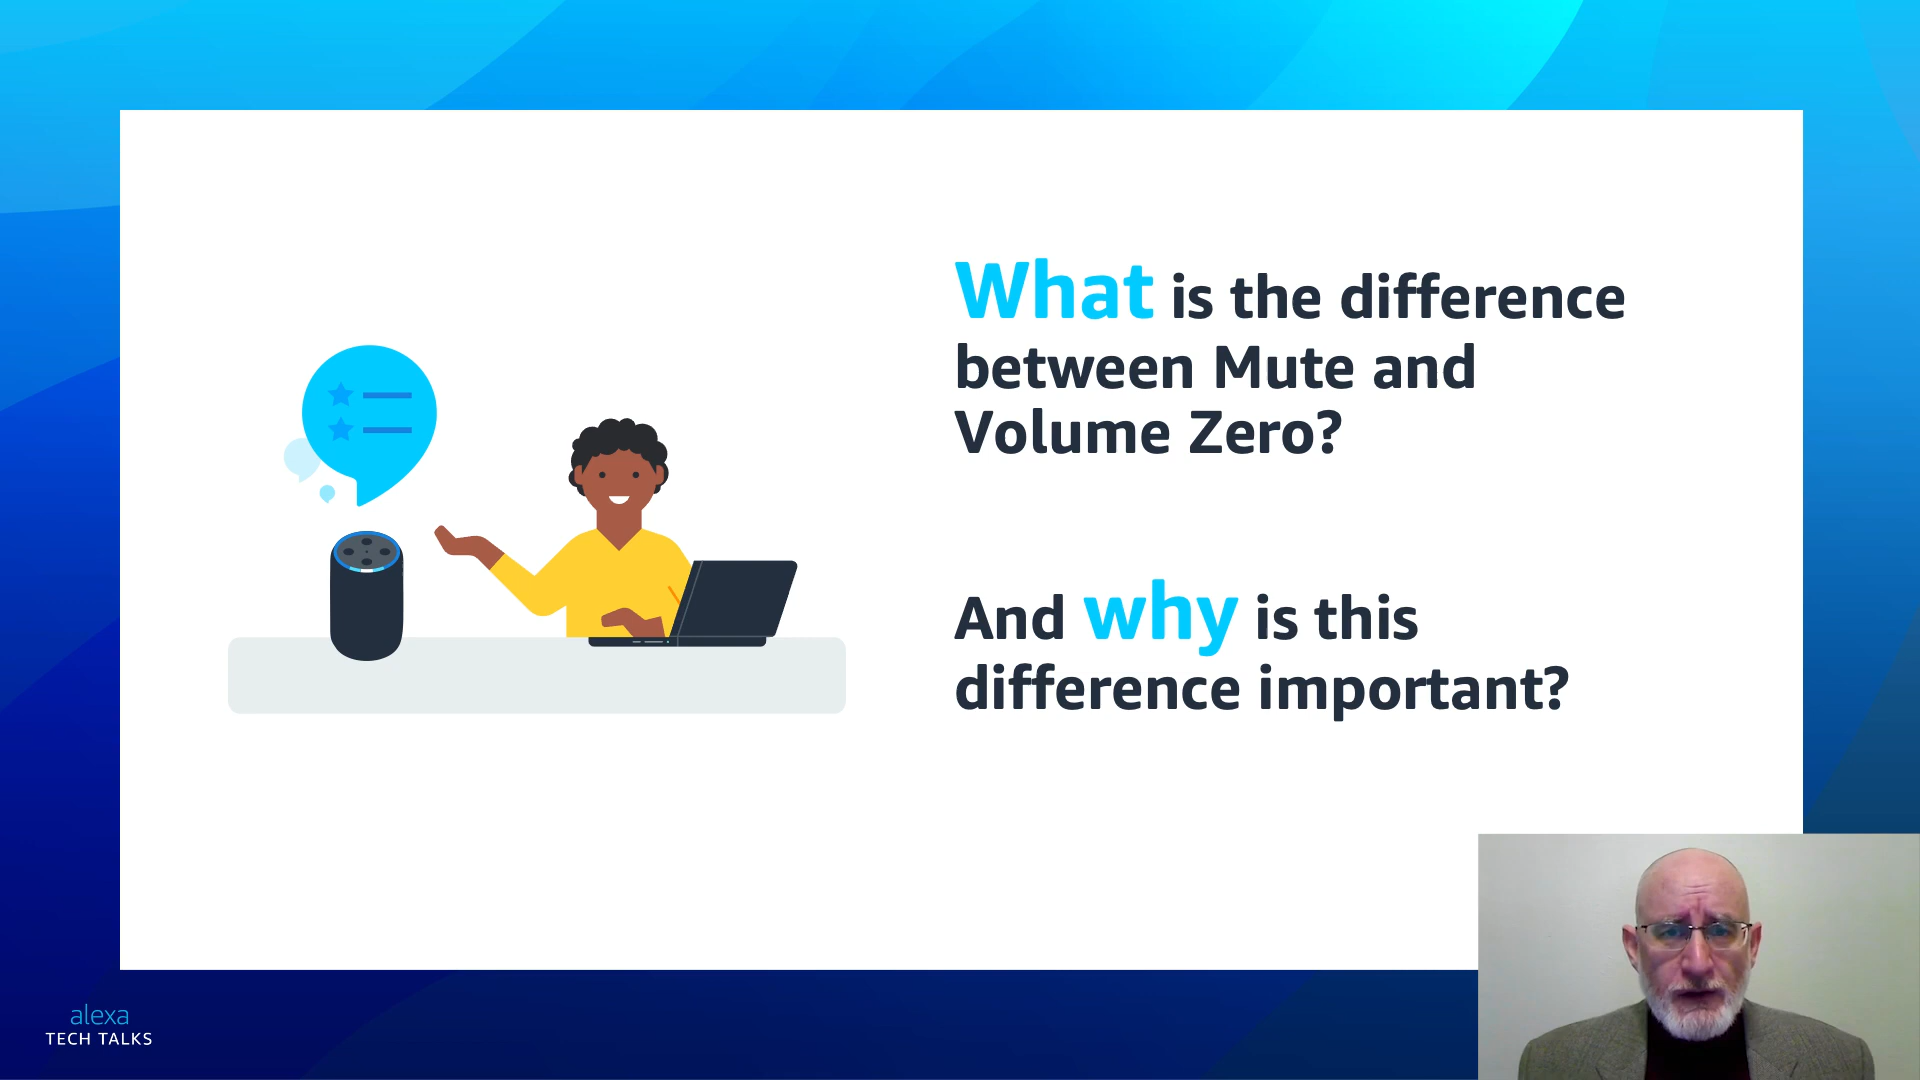 What is the difference
between Mute and
Volume Zero?
And why is this
difference important?
alexa
TECH TALKS